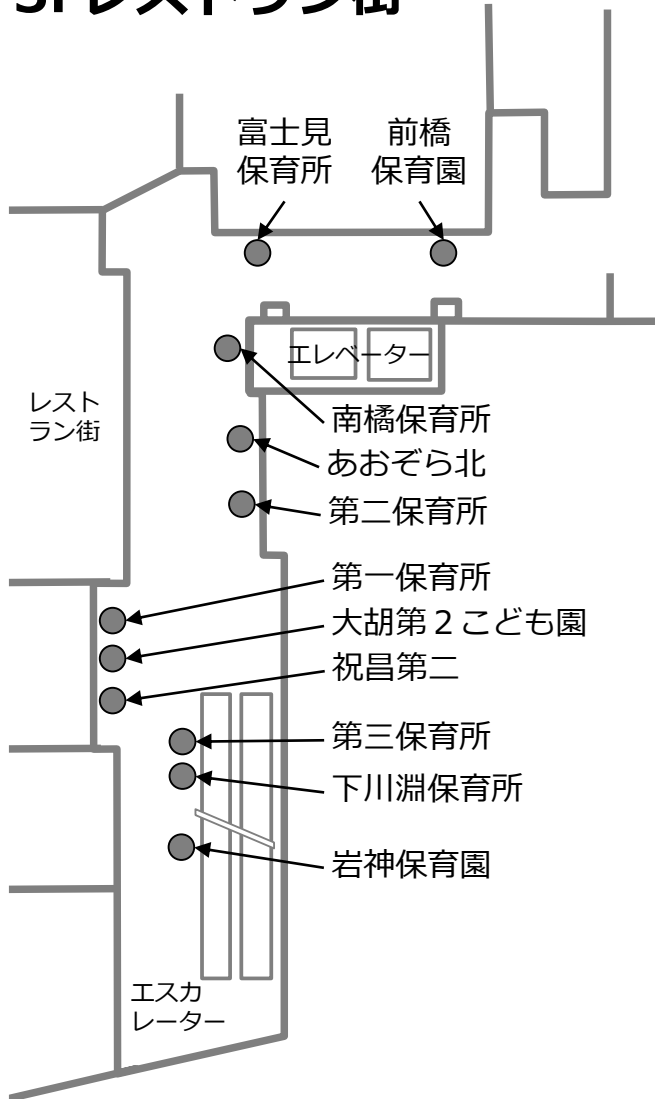 レストラン街
富士見
保育所
前橋
保育園
エレベーター
レスト
ラン街
南橘保育所
あおぞら北
第二保育所
第一保育所
大胡第２こども園
祝昌第二
第三保育所
下川淵保育所
岩神保育園
エスカ
レーター